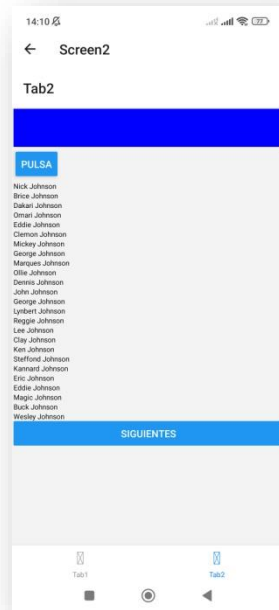 14:10
Screen2
Tab2
PULSA
Nick Johnson
Brice Johnson
Dakari Johnson
Omari Johnson
Eddie Johnson
Clemon Johnson
Mickey Johnson
George Johnson
Marques Johnson
Ollie Johnson
Dennis Johnson
John Johnson
George Johnson
Lynbert Johnson
Reggie Johnson
Lee Johnson
Clay Johnson
Ken Johnson
Steffond Johnson
Kannard Johnson
Eric Johnson
Eddie Johnson
Magic Johnson
Buck Johnson
Wesley Johnson
SIGUIENTES
Tab1 Tab2